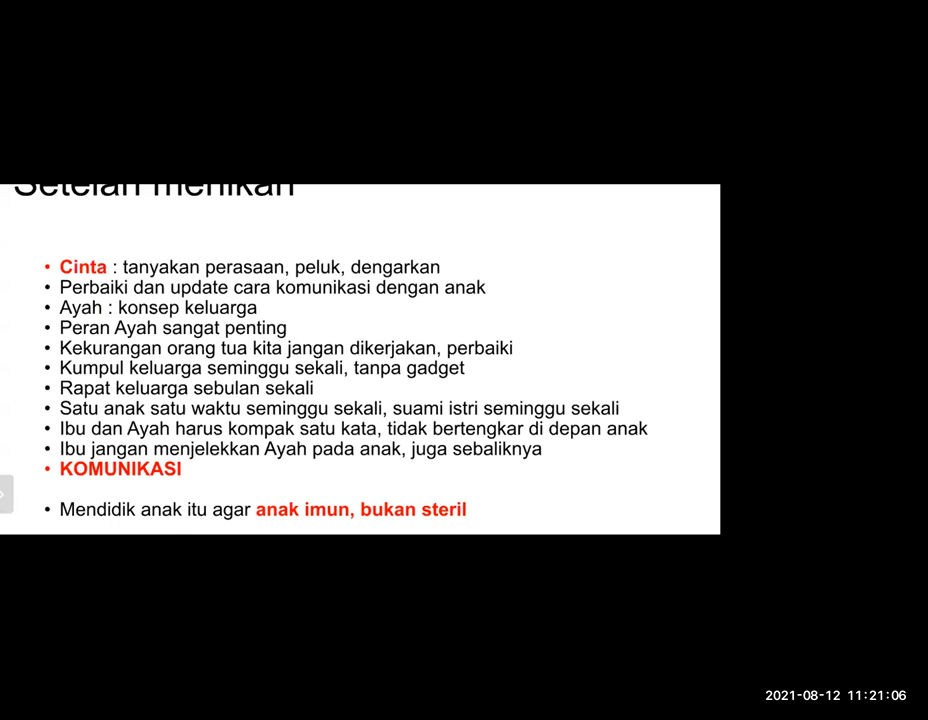 Setelah menikah
• Cinta : tanyakan perasaan, peluk, dengarkan
• Perbaiki dan update cara komunikasi dengan anak
• Ayah : konsep keluarga
• Peran Ayah sangat penting
• Kekurangan orang tua kita jangan dikerjakan, perbaiki
• Kumpul keluarga seminggu sekali, tanpa gadget
• Rapat keluarga sebulan sekali
• Satu anak satu waktu seminggu sekali, suami istri seminggu sekali
• Ibu dan Ayah harus kompak satu kata, tidak bertengkar di depan anak
• Ibu jangan menjelekkan Ayah pada anak, juga sebaliknya
• KOMUNIKASI
• Mendidik anak itu agar anak imun, bukan steril
2021-08-12 11:21:06